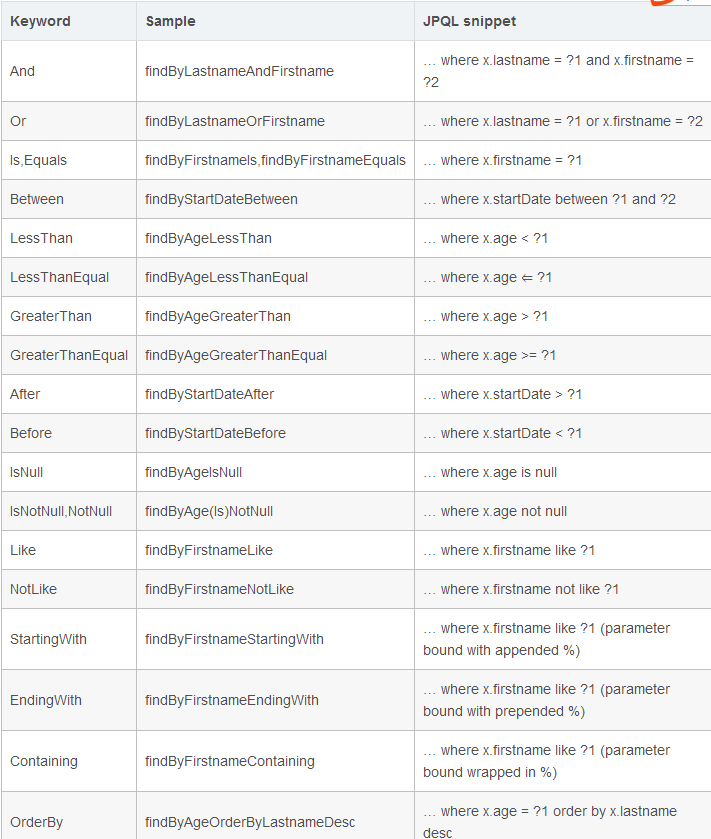 Keyword Sample JPQL snippet
And findByLastnameAndFirstname … where x.lastname = ?1 and x.firstname =
?2
Or findByLastnameOrFirstname … where x.lastname = ?1 or x.firstname = ?2
Is,Equals findByFirstnameIs,findByFirstnameEquals … where x.firstname = ?1
Between findByStartDateBetween … where x.startDate between ?1 and ?2
LessThan findByAgeLessThan … where x.age < ?1
LessThanEqual findByAgeLessThanEqual … where x.age ⇐ ?1
GreaterThan findByAgeGreaterThan … where x.age > ?1
GreaterThanEqual findByAgeGreaterThanEqual … where x.age >= ?1
After findByStartDateAfter … where x.startDate > ?1
Before findByStartDateBefore … where x.startDate < ?1
IsNull findByAgeIsNull … where x.age is null
IsNotNull,NotNull findByAge(Is)NotNull … where x.age not null
Like findByFirstnameLike … where x.firstname like ?1
NotLike findByFirstnameNotLike … where x.firstname not like ?1
StartingWith findByFirstnameStartingWith … where x.firstname like ?1 (parameter
bound with appended %)
EndingWith findByFirstnameEndingWith … where x.firstname like ?1 (parameter
bound with prepended %)
Containing findByFirstnameContaining … where x.firstname like ?1 (parameter
bound wrapped in %)
OrderBy findByAgeOrderByLastnameDesc … where x.age = ?1 order by x.lastname
desc